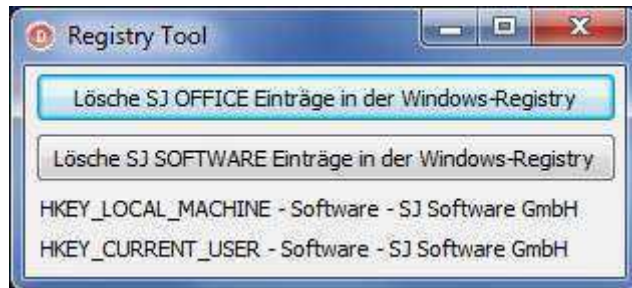 Registry Tool
Lösche SJ OFFICE Einträge in der Windows-Registry
Lösche SJ SOFTWARE Einträge in der Windows-Registry
HKEY_LOCAL_MACHINE - Software - SJ Software GmbH
HKEY_CURRENT_USER - Software - SJ Software GmbH